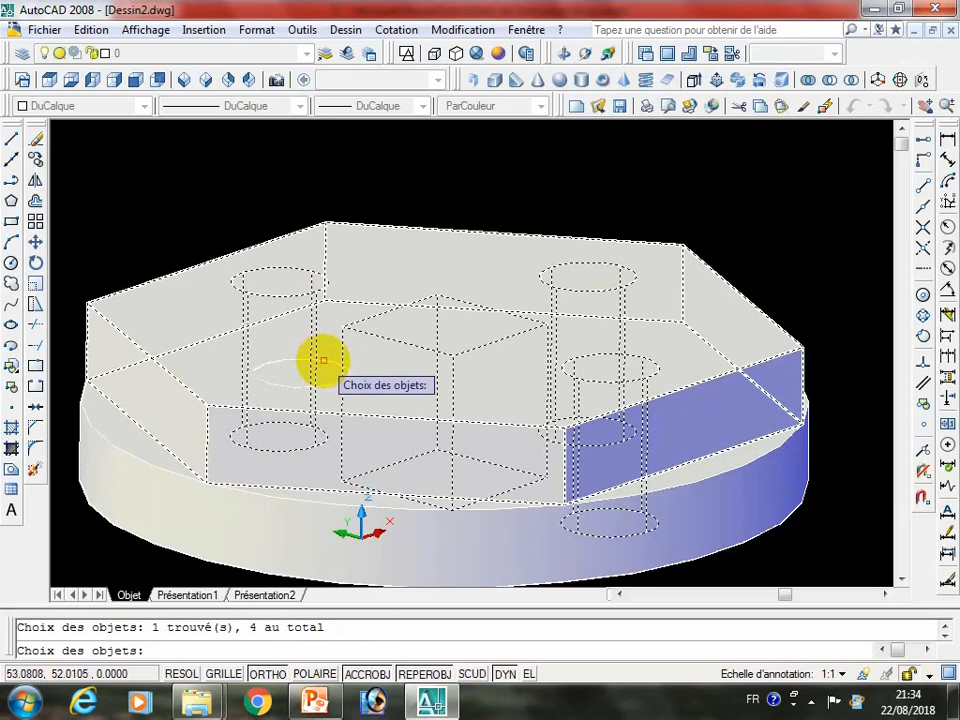 AutoCAD 2008 - [Dessin2.dwg]
Fichier Edition Affichage Insertion Format Outils Dessin Cotation Modification Fenêtre ? Tapez une question pour obtenir de l'aide
0
DuCalque DuCalque DuCalque ParCouleur
A
Choix des objets:
Z
Y X
A
Objet Présentation1 Présentation2
Choix des objets: 1 trouvé(s), 4 au total
Choix des objets:
53.0808, 52.0105, 0.0000 RESOL GRILLE ORTHO POLAIRE ACCROBJ REPEROBJ SCUD DYN EL Echelle d'annotation: 1:1
FR 21:34
22/08/2018